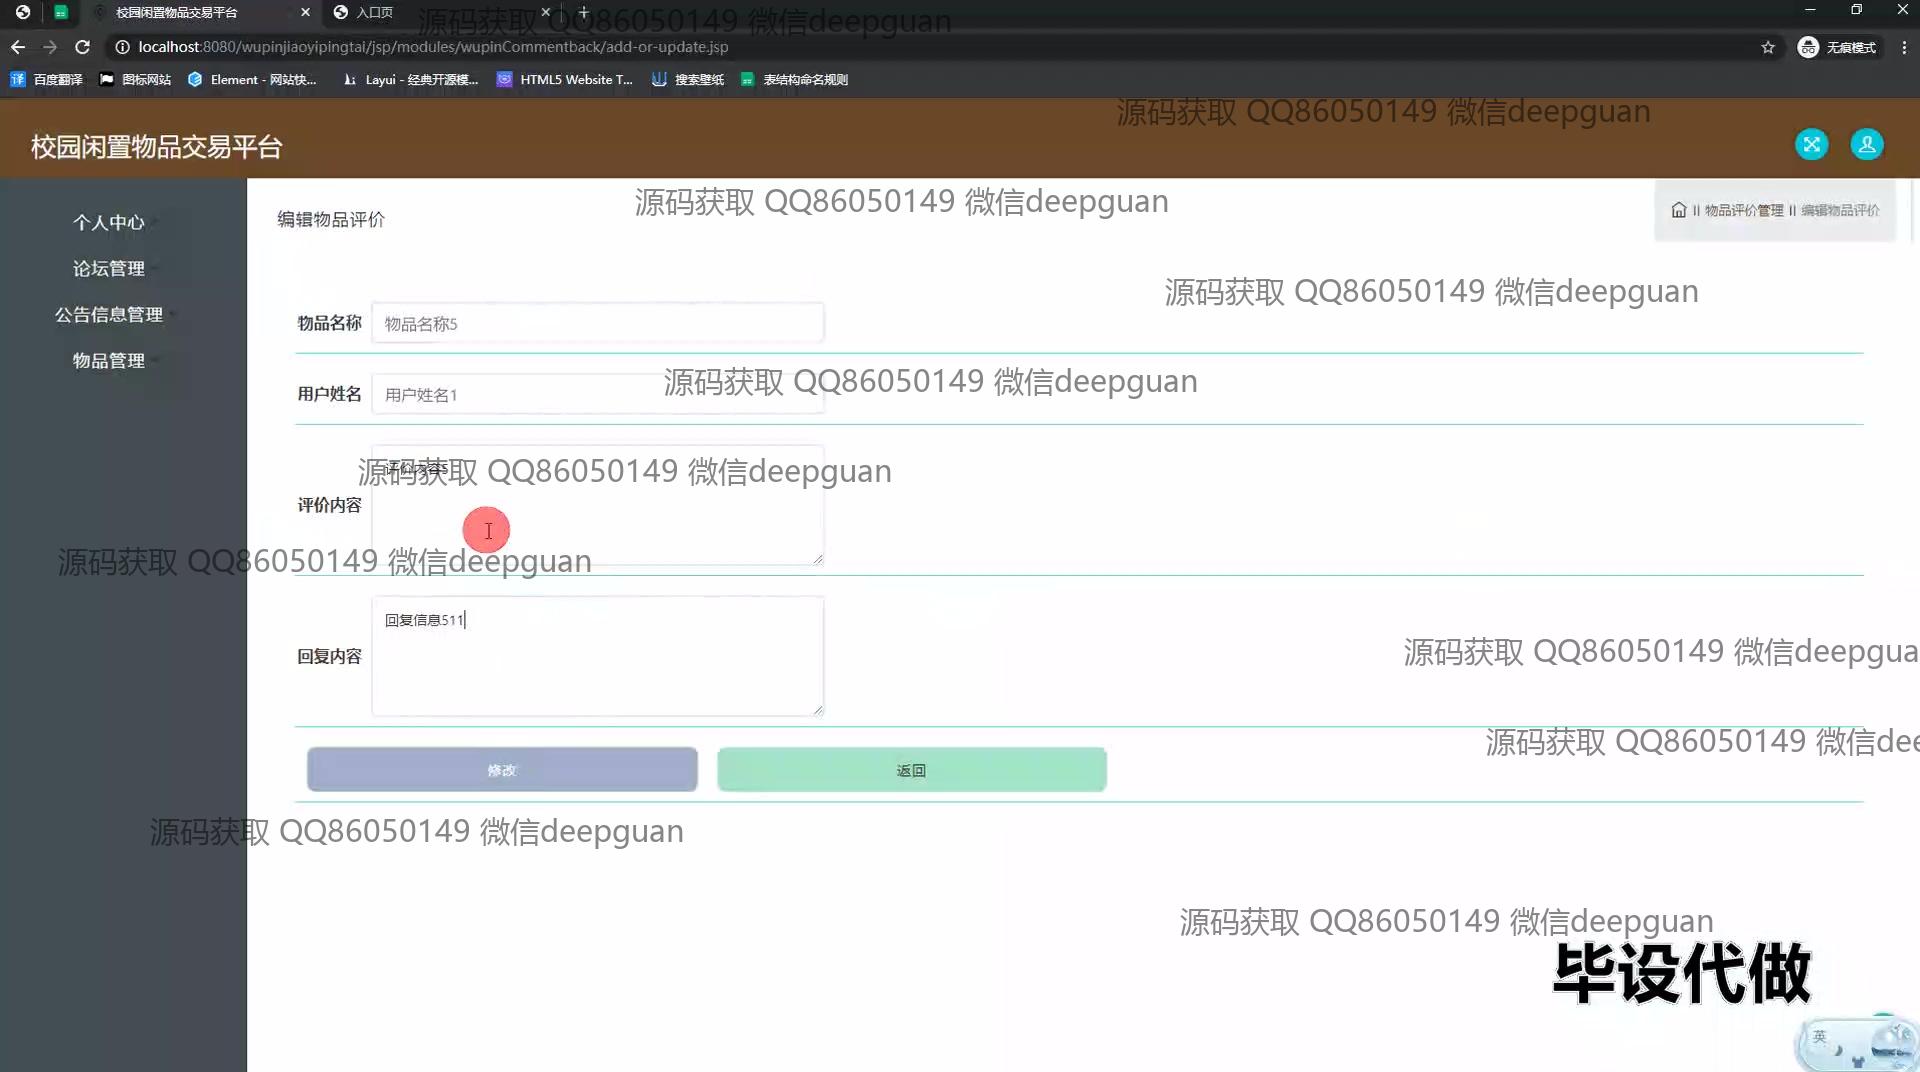 校园闲置物品交易平台
入口页
源码获取 QQ86050149 微信deepguan
localhost:8080/wupinjiaoyipingtai/jsp/modules/wupinCommentback/add-or-update.jsp
无痕模式
百度翻译
图标网站
Element - 网站快...
Layui - 经典开源模...
HTML5 Website T...
搜索壁纸
表结构命名规则
源码获取 QQ86050149 微信deepguan
校园闲置物品交易平台
源码获取 QQ86050149 微信deepguan
个人中心
编辑物品评价
物品评价管理
编辑物品评价
论坛管理
源码获取 QQ86050149 微信deepguan
公告信息管理
物品名称
物品名称5
物品管理
源码获取 QQ86050149 微信deepguan
用户姓名
用户姓名1
评价内容5
源码获取 QQ86050149 微信deepguan
评价内容
源码获取 QQ86050149 微信deepguan
回复信息511
回复内容
源码获取 QQ86050149 微信deepgua
源码获取 QQ86050149 微信dee
修改
返回
源码获取 QQ86050149 微信deepguan
源码获取 QQ86050149 微信deepguan
毕设代做
英